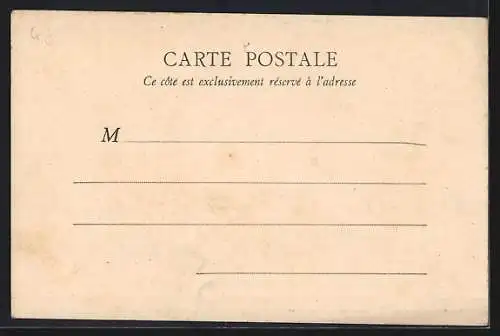 CARTE POSTALE
Ce côté est exclusivement réservé à l'adresse
M